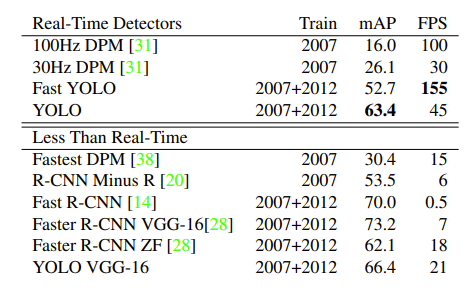 Real-Time Detectors Train mAP FPS
100Hz DPM [31] 2007 16.0 100
30Hz DPM [31] 2007 26.1 30
Fast YOLO 2007+2012 52.7 155
YOLO 2007+2012 63.4 45
Less Than Real-Time
Fastest DPM [38] 2007 30.4 15
R-CNN Minus R [20] 2007 53.5 6
Fast R-CNN [14] 2007+2012 70.0 0.5
Faster R-CNN VGG-16[28] 2007+2012 73.2 7
Faster R-CNN ZF [28] 2007+2012 62.1 18
YOLO VGG-16 2007+2012 66.4 21